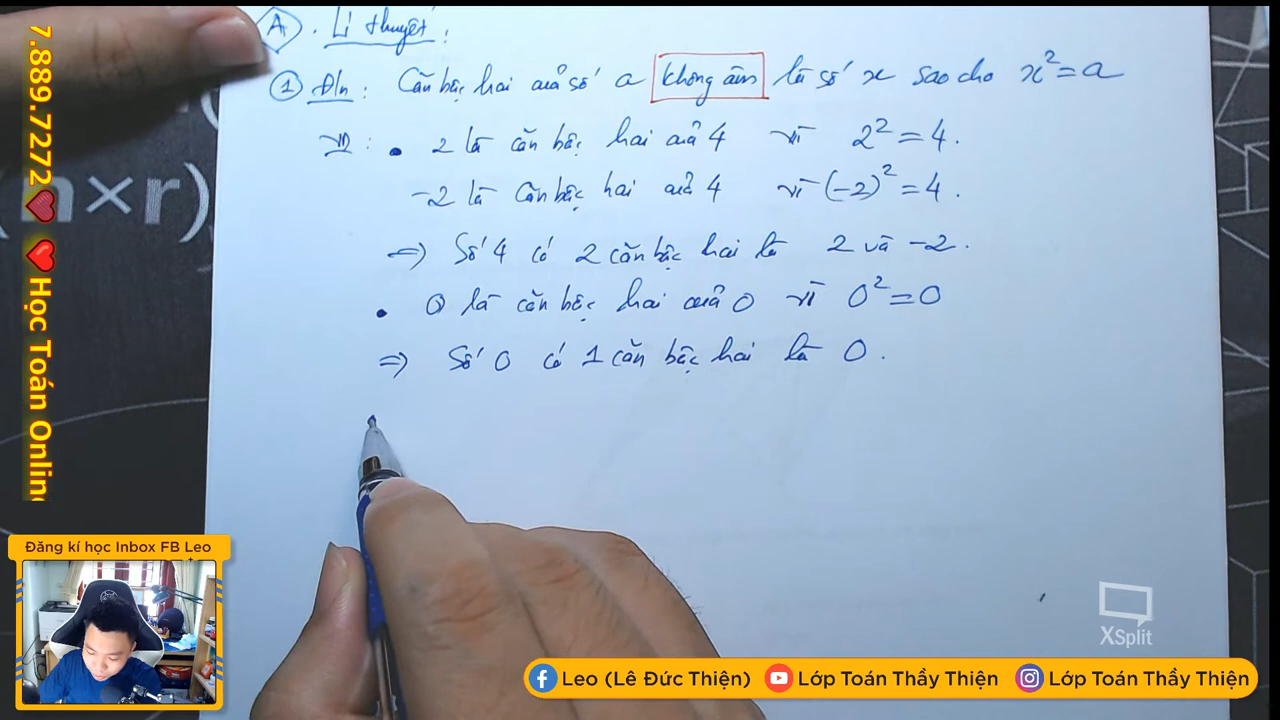 A. Lí thuyết:
① Đ/n: Căn bậc hai của số a không âm là số x sao cho x² = a
VD: • 2 là căn bậc hai của 4 vì 2² = 4.
-2 là căn bậc hai của 4 vì (-2)² = 4.
=> Số 4 có 2 căn bậc hai là 2 và -2.
• 0 là căn bậc hai của 0 vì 0² = 0
=> Số 0 có 1 căn bậc hai là 0.
7.889.7272 ❤ ❤ Học Toán Onlin
n×r)
Đăng kí học Inbox FB Leo
XSplit
Leo (Lê Đức Thiện) Lớp Toán Thầy Thiện Lớp Toán Thầy Thiện